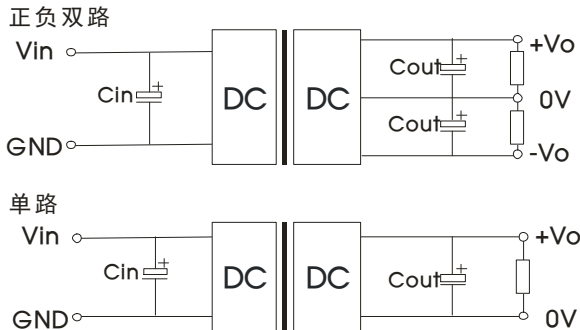 正负双路
Vin +Vo
Cout +
Cin + DC DC 0V
Cout +
GND -Vo
单路
Vin +Vo
Cin + DC DC Cout +
GND 0V